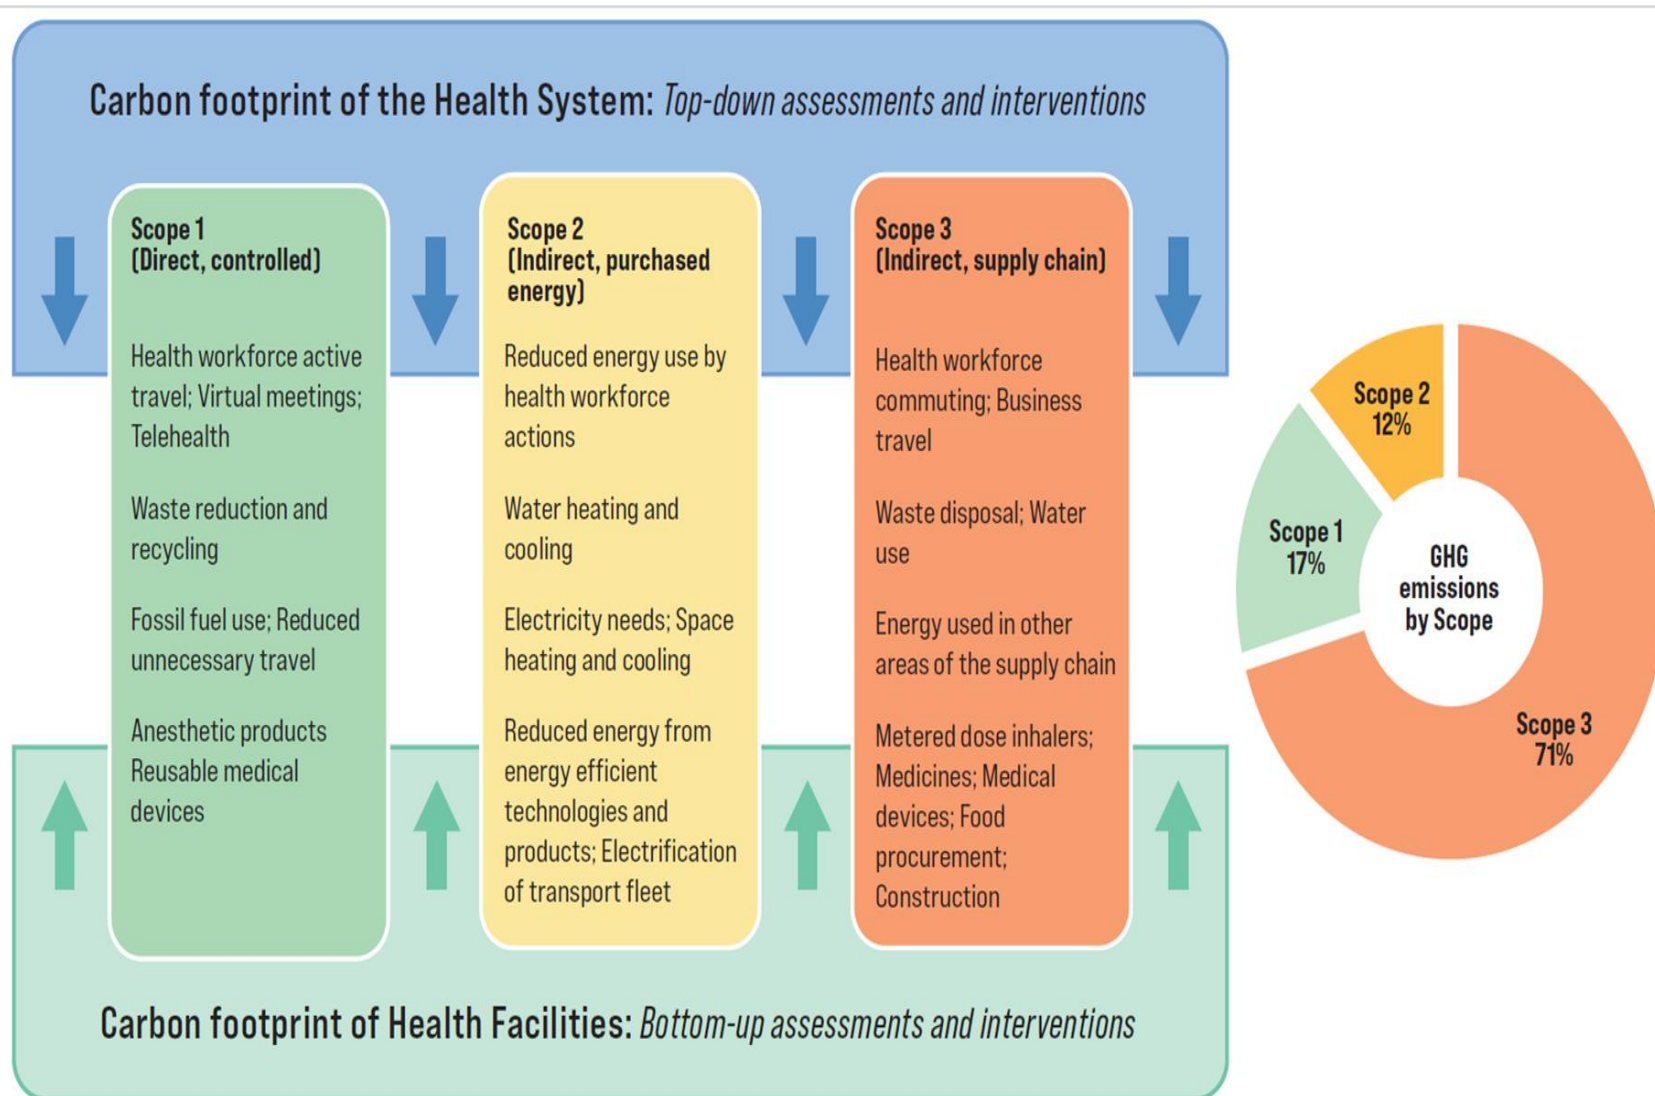 Carbon footprint of the Health System: Top-down assessments and interventions
Scope 1
(Direct, controlled)
Health workforce active
travel; Virtual meetings;
Telehealth
Waste reduction and
recycling
Fossil fuel use; Reduced
unnecessary travel
Anesthetic products
Reusable medical
devices
Scope 2
(Indirect, purchased
energy)
Reduced energy use by
health workforce
actions
Water heating and
cooling
Electricity needs; Space
heating and cooling
Reduced energy from
energy efficient
technologies and
products; Electrification
of transport fleet
Scope 3
(Indirect, supply chain)
Health workforce
commuting; Business
travel
Waste disposal; Water
use
Energy used in other
areas of the supply chain
Metered dose inhalers;
Medicines; Medical
devices; Food
procurement;
Construction
Carbon footprint of Health Facilities: Bottom-up assessments and interventions
Scope 2
12%
Scope 1
17%
GHG
emissions
by Scope
Scope 3
71%